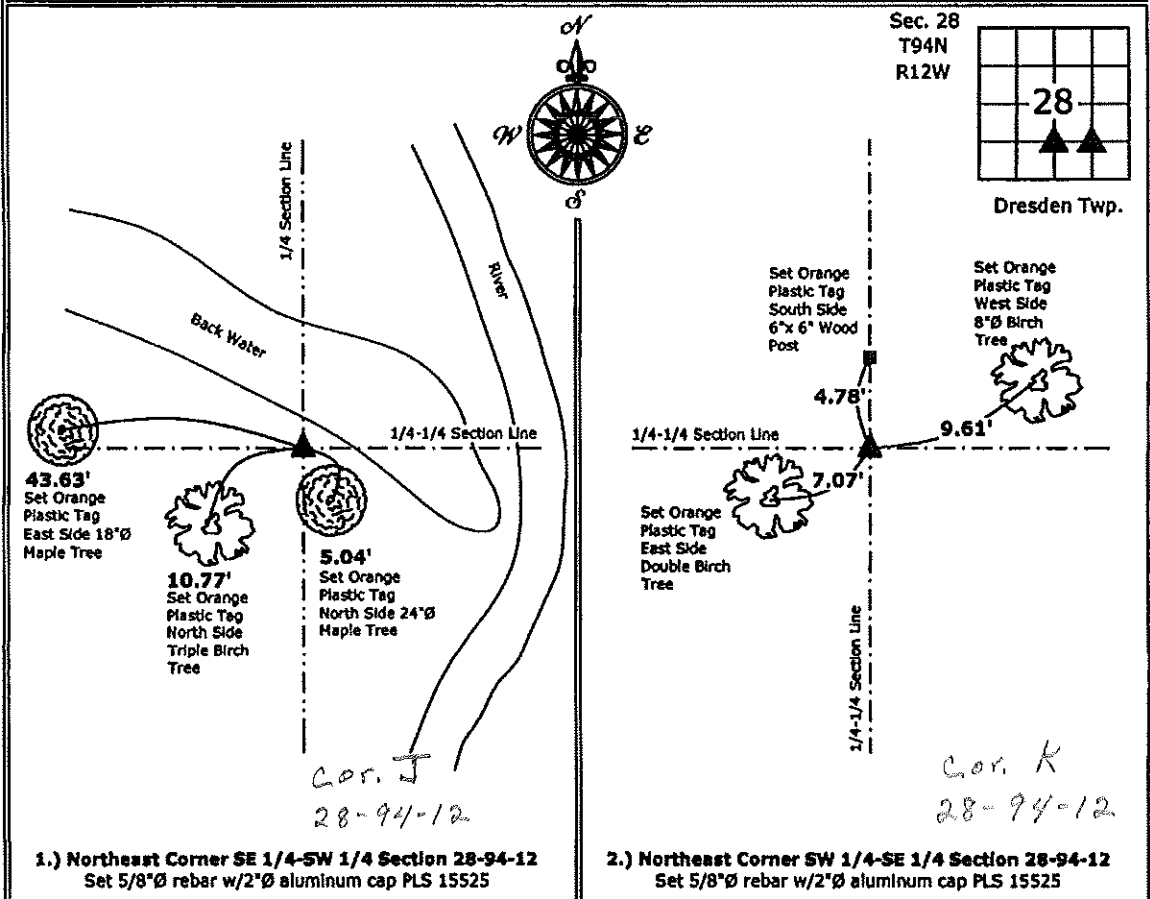 N
W
E
S
Sec. 28
T94N
R12W
28
Dresden Twp.
1/4 Section Line
River
Back Water
1/4-1/4 Section Line
43.63'
Set Orange
Plastic Tag
East Side 18"Ø
Maple Tree
10.77'
Set Orange
Plastic Tag
North Side
Triple Birch
Tree
5.04'
Set Orange
Plastic Tag
North Side 24"Ø
Maple Tree
Cor. J
28-94-12
1.) Northeast Corner SE 1/4-SW 1/4 Section 28-94-12
Set 5/8"Ø rebar w/2"Ø aluminum cap PLS 15525
Set Orange
Plastic Tag
South Side
6"x 6" Wood
Post
Set Orange
Plastic Tag
West Side
8"Ø Birch
Tree
4.78'
9.61'
1/4-1/4 Section Line
7.07'
Set Orange
Plastic Tag
East Side
Double Birch
Tree
1/4-1/4 Section Line
Cor. K
28-94-12
2.) Northeast Corner SW 1/4-SE 1/4 Section 28-94-12
Set 5/8"Ø rebar w/2"Ø aluminum cap PLS 15525